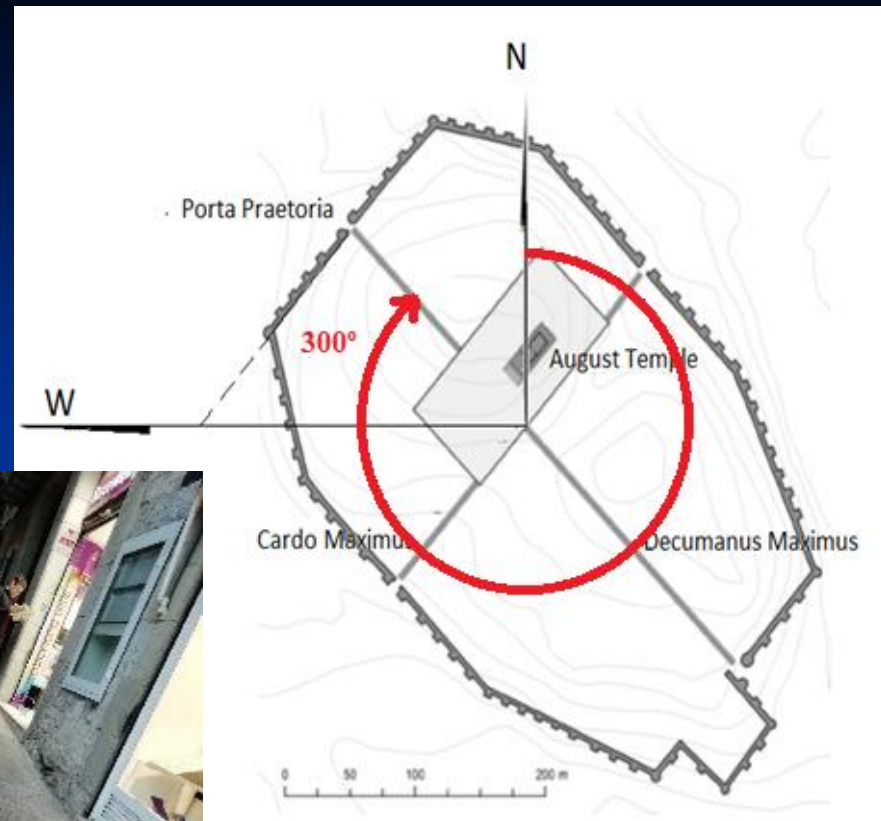 N
. Porta Praetoria
300º
August Temple
W
Cardo Maximus
Decumanus Maximus
0 50 100 200 m